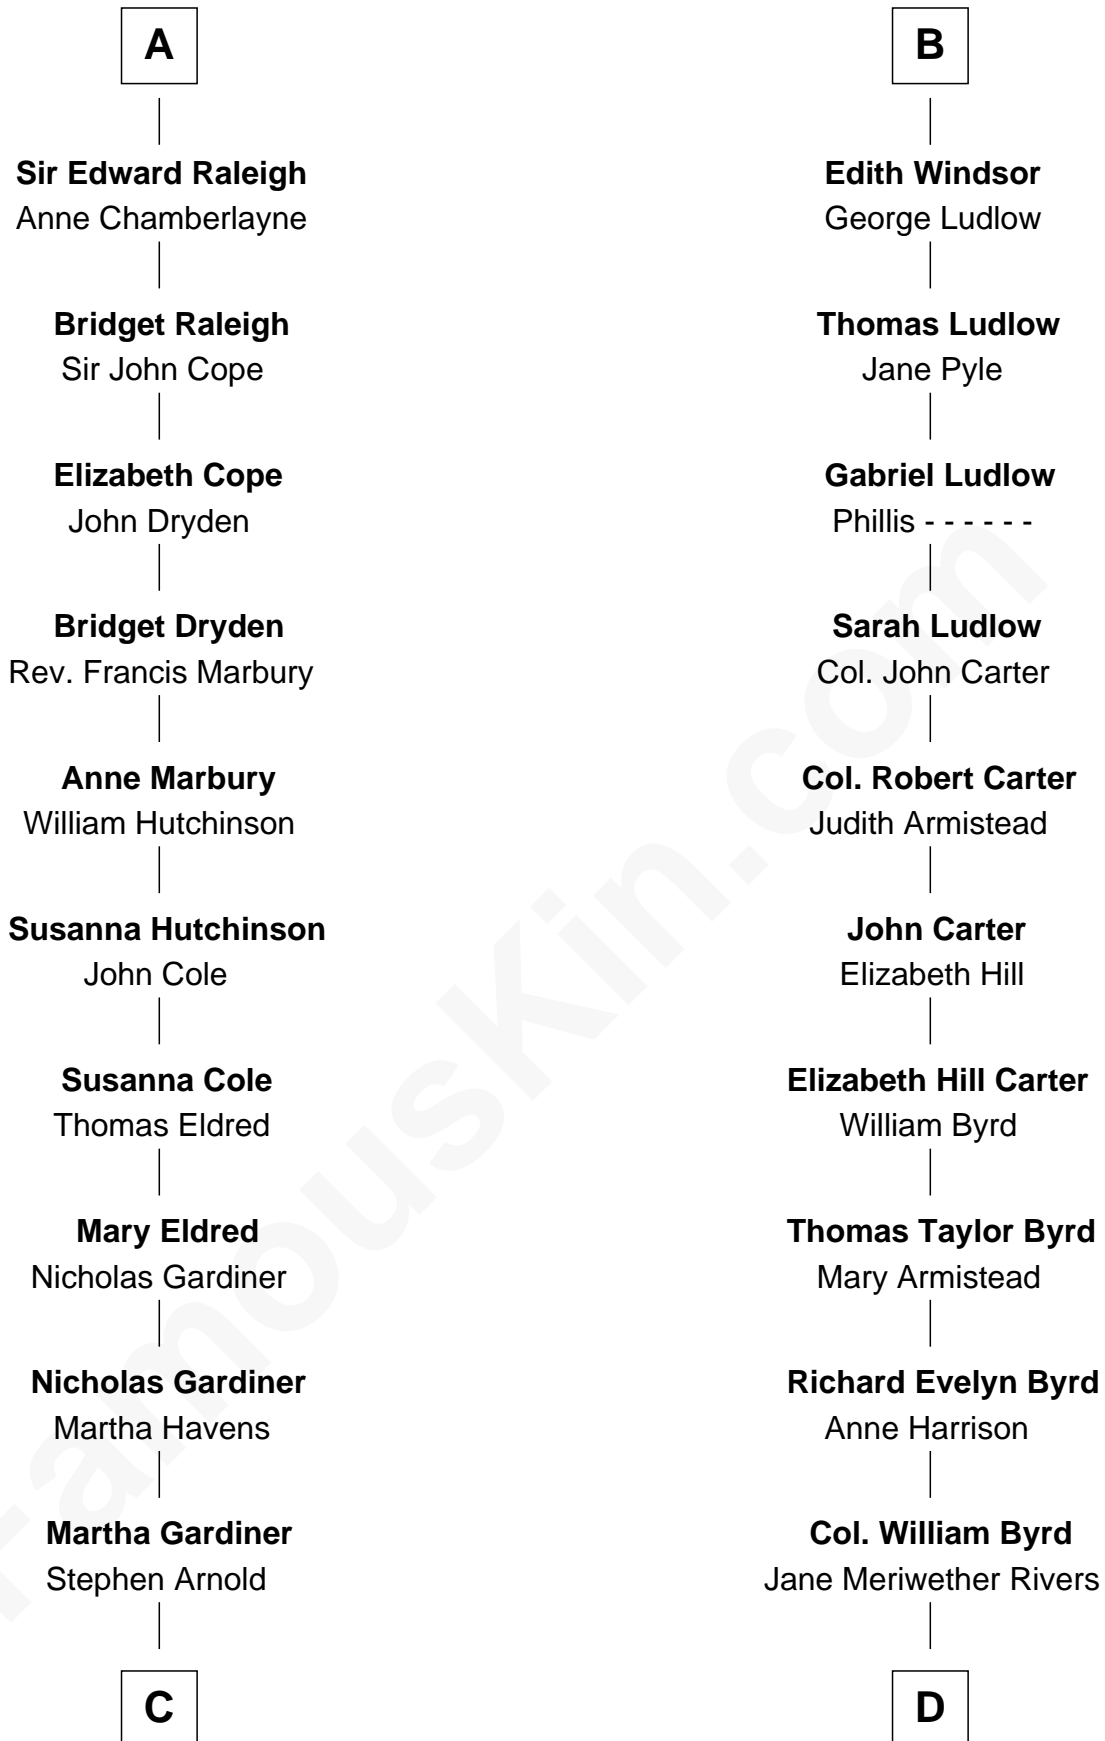 A
Sir Edward Raleigh
Anne Chamberlayne
Bridget Raleigh
Sir John Cope
Elizabeth Cope
John Dryden
Bridget Dryden
Rev. Francis Marbury
Anne Marbury
William Hutchinson
Susanna Hutchinson
John Cole
Susanna Cole
Thomas Eldred
Mary Eldred
Nicholas Gardiner
Nicholas Gardiner
Martha Havens
Martha Gardiner
Stephen Arnold
C
B
Edith Windsor
George Ludlow
Thomas Ludlow
Jane Pyle
Gabriel Ludlow
Phillis - - - - - -
Sarah Ludlow
Col. John Carter
Col. Robert Carter
Judith Armistead
John Carter
Elizabeth Hill
Elizabeth Hill Carter
William Byrd
Thomas Taylor Byrd
Mary Armistead
Richard Evelyn Byrd
Anne Harrison
Col. William Byrd
Jane Meriwether Rivers
D
FamousKin.com